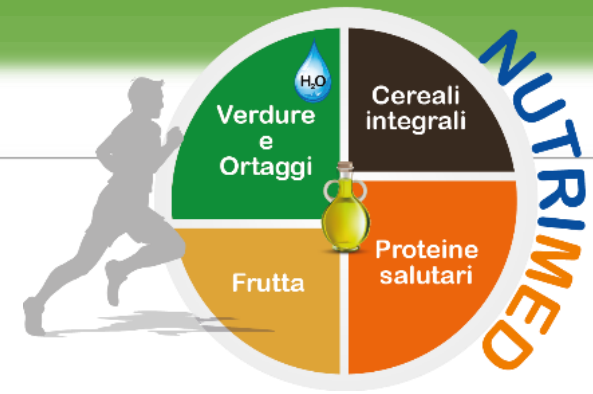 H₂O
Verdure
e
Ortaggi
Cereali
integrali
Frutta
Proteine
salutari
NUTRIMED